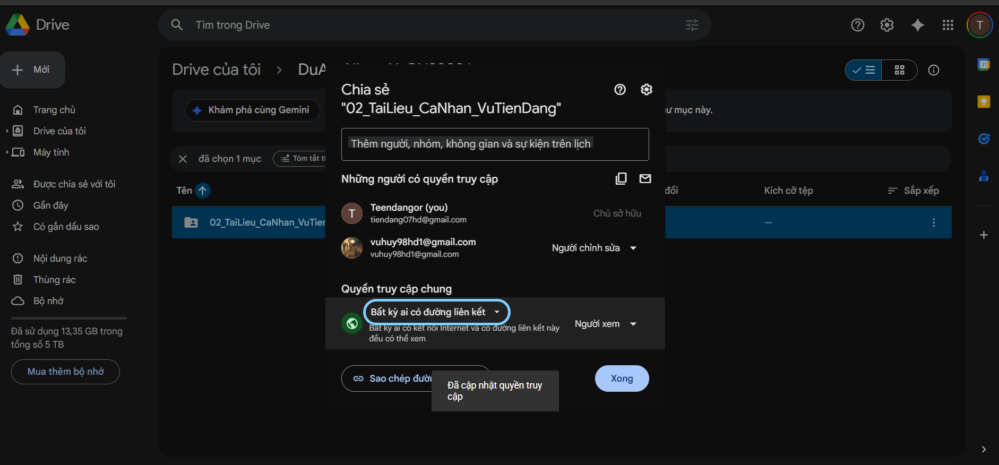 Drive
Tìm trong Drive
T
Mới
Trang chủ
Drive của tôi
Máy tính
Được chia sẻ với tôi
Gần đây
Có gắn dấu sao
Nội dung rác
Thùng rác
Bộ nhớ
Đã sử dụng 13,35 GB trong
tổng số 5 TB
Mua thêm bộ nhớ
Drive của tôi
Khám phá cùng Gemini
mục này.
đã chọn 1 mục
Tóm tắt
Tên
đổi
Kích cỡ tệp
Sắp xếp
02_TaiLieu_CaNhan_VuTien
—
Chia sẻ
"02_TaiLieu_CaNhan_VuTienDang"
Thêm người, nhóm, không gian và sự kiện trên lịch
Những người có quyền truy cập
T
Teendangor (you)
tiendang07hd@gmail.com
Chủ sở hữu
vuhuy98hd1@gmail.com
vuhuy98hd1@gmail.com
Người chỉnh sửa
Quyền truy cập chung
Bất kỳ ai có đường liên kết
Bất kỳ ai có kết nối Internet và có đường liên kết này
đều có thể xem
Người xem
Sao chép
Đã cập nhật quyền truy
cập
Xong
31